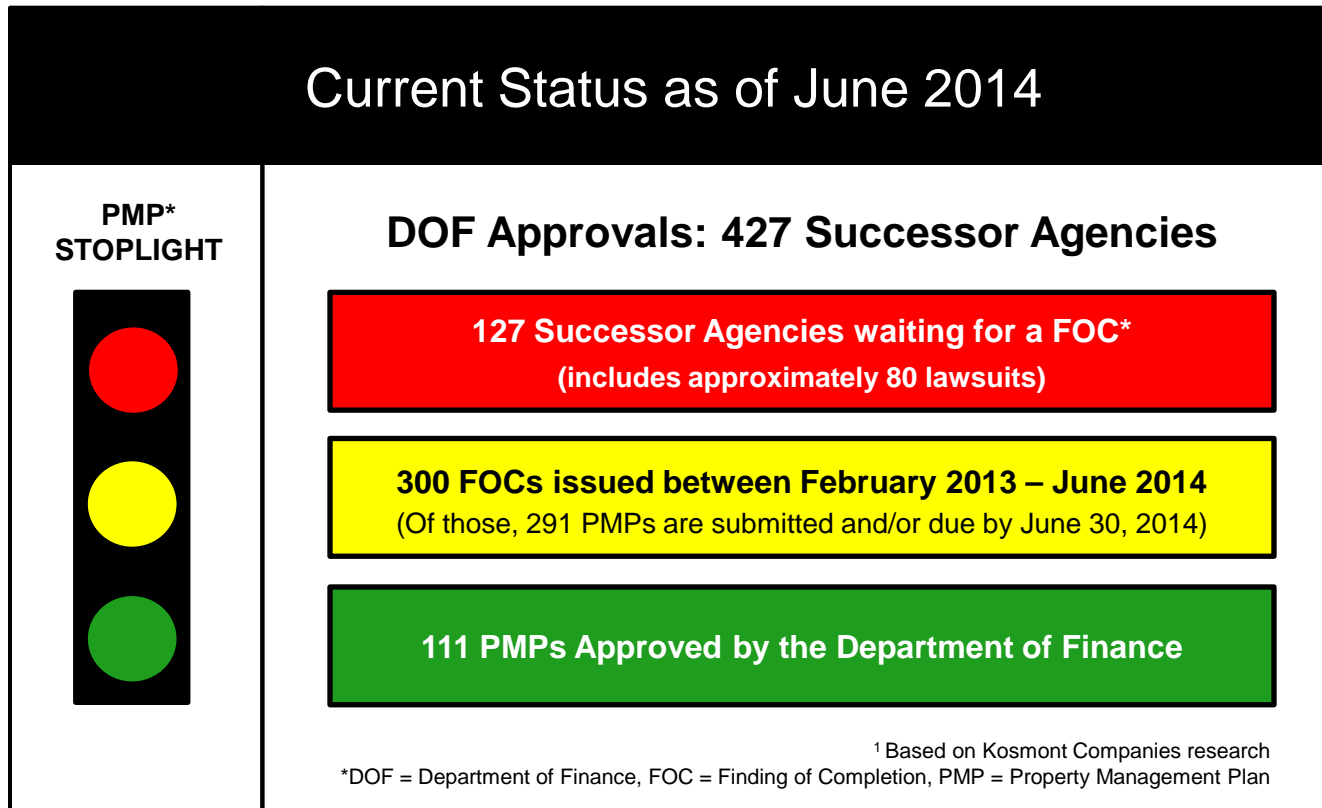 Current Status as of June 2014
PMP*
STOPLIGHT
DOF Approvals: 427 Successor Agencies
127 Successor Agencies waiting for a FOC*
(includes approximately 80 lawsuits)
300 FOCs issued between February 2013 – June 2014
(Of those, 291 PMPs are submitted and/or due by June 30, 2014)
111 PMPs Approved by the Department of Finance
¹ Based on Kosmont Companies research
*DOF = Department of Finance, FOC = Finding of Completion, PMP = Property Management Plan